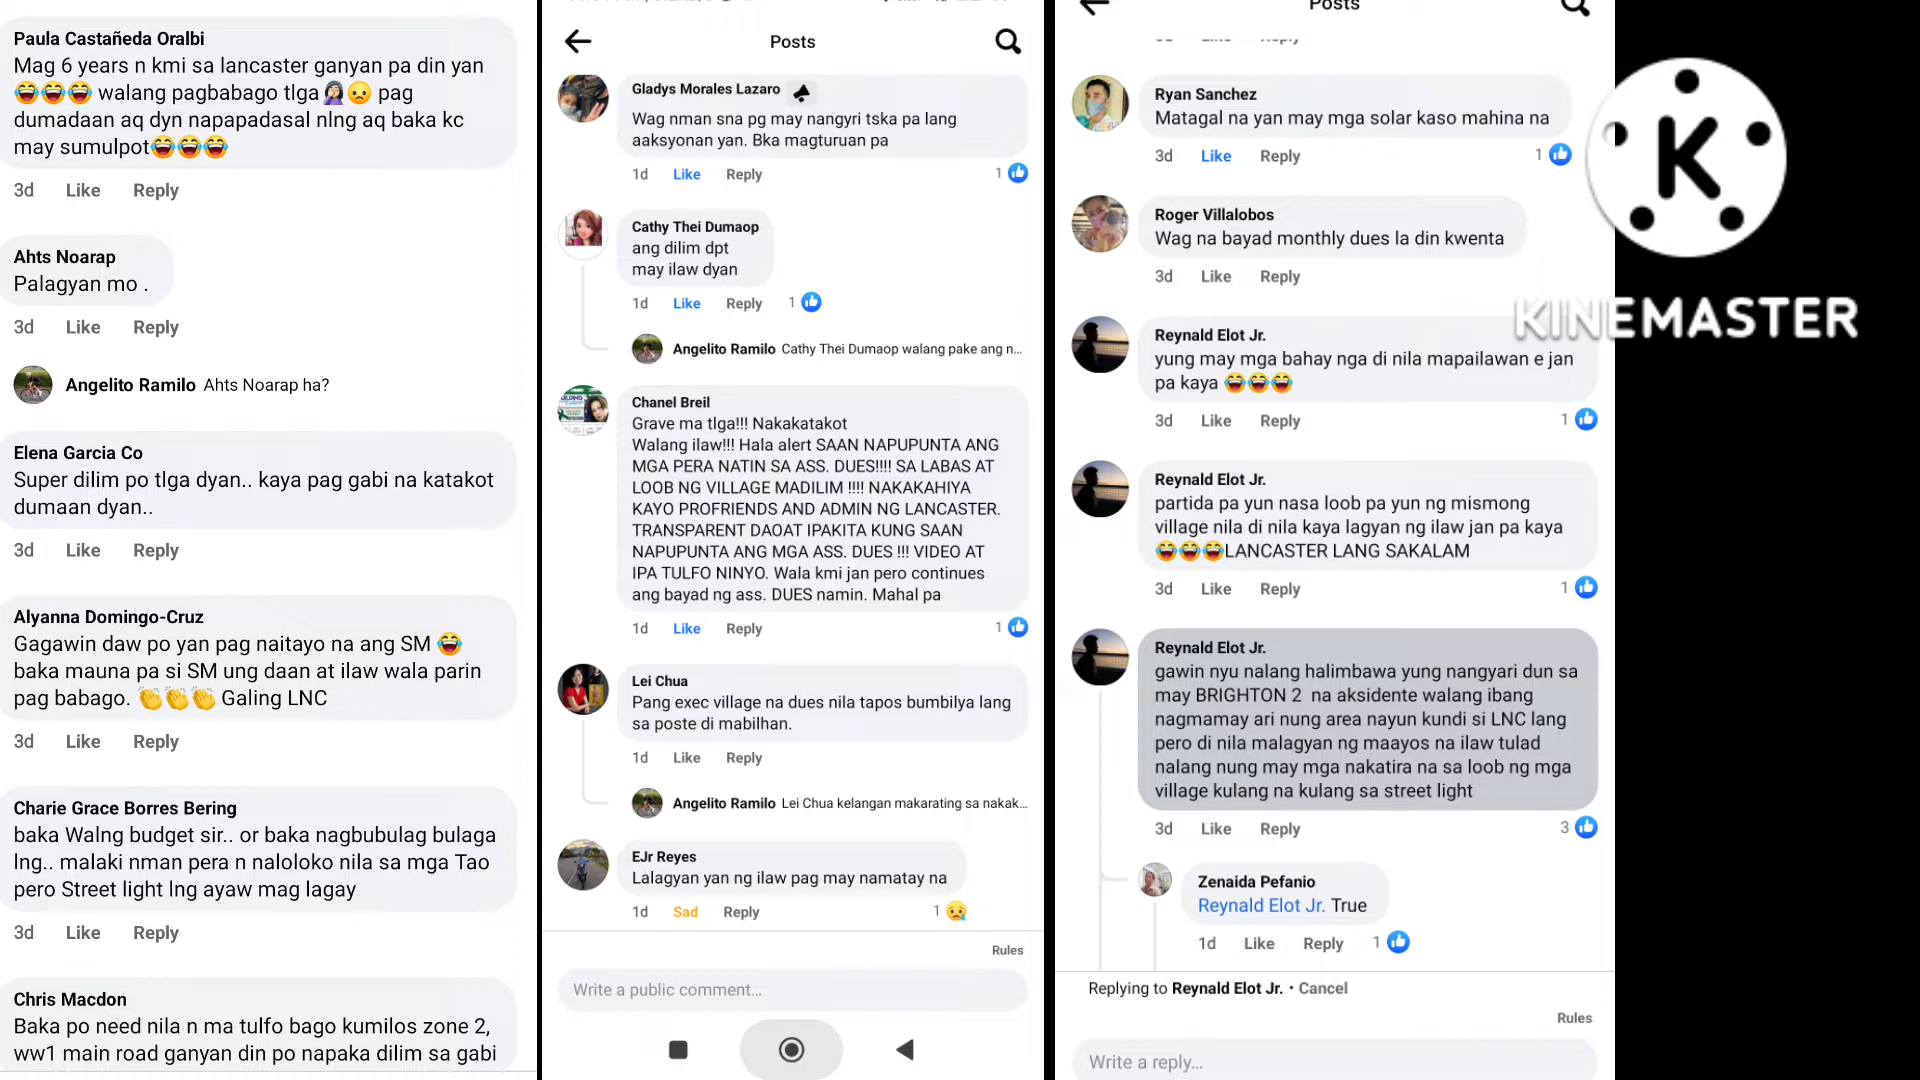 Paula Castañeda Oralbi
Mag 6 years n kmi sa lancaster ganyan pa din yan
😂😂😂 walang pagbabago tlga🤦🏻‍♀️😞 pag
dumadaan aq dyn napapadasal nlng aq baka kc
may sumulpot😂😂😂
3d Like Reply
Ahts Noarap
Palagyan mo .
3d Like Reply
Angelito Ramilo Ahts Noarap ha?
Elena Garcia Co
Super dilim po tlga dyan.. kaya pag gabi na katakot
dumaan dyan..
3d Like Reply
Alyanna Domingo-Cruz
Gagawin daw po yan pag naitayo na ang SM 😂
baka mauna pa si SM ung daan at ilaw wala parin
pag babago. 👏👏👏 Galing LNC
3d Like Reply
Charie Grace Borres Bering
baka Walng budget sir.. or baka nagbubulag bulaga
lng.. malaki nman pera n naloloko nila sa mga Tao
pero Street light lng ayaw mag lagay
3d Like Reply
Chris Macdon
Baka po need nila n ma tulfo bago kumilos zone 2,
ww1 main road ganyan din po napaka dilim sa gabi
Posts
Gladys Morales Lazaro
Wag nman sna pg may nangyri tska pa lang
aaksyonan yan. Bka magturuan pa
1d Like Reply 1
Cathy Thei Dumaop
ang dilim dpt
may ilaw dyan
1d Like Reply 1
Angelito Ramilo Cathy Thei Dumaop walang pake ang n...
Chanel Breil
Grave ma tlga!!! Nakakatakot
Walang ilaw!!! Hala alert SAAN NAPUPUNTA ANG
MGA PERA NATIN SA ASS. DUES!!!! SA LABAS AT
LOOB NG VILLAGE MADILIM !!!! NAKAKAHIYA
KAYO PROFRIENDS AND ADMIN NG LANCASTER.
TRANSPARENT DAOAT IPAKITA KUNG SAAN
NAPUPUNTA ANG MGA ASS. DUES !!! VIDEO AT
IPA TULFO NINYO. Wala kmi jan pero continues
ang bayad ng ass. DUES namin. Mahal pa
1d Like Reply 1
Lei Chua
Pang exec village na dues nila tapos bumbilya lang
sa poste di mabilhan.
1d Like Reply
Angelito Ramilo Lei Chua kelangan makarating sa nakak...
EJr Reyes
Lalagyan yan ng ilaw pag may namatay na
1d Sad Reply 1 😢
Rules
Write a public comment...
Posts
Ryan Sanchez
Matagal na yan may mga solar kaso mahina na
3d Like Reply 1
Roger Villalobos
Wag na bayad monthly dues la din kwenta
3d Like Reply
Reynald Elot Jr.
yung may mga bahay nga di nila mapailawan e jan
pa kaya 😂😂😂
3d Like Reply 1
Reynald Elot Jr.
partida pa yun nasa loob pa yun ng mismong
village nila di nila kaya lagyan ng ilaw jan pa kaya
😂😂😂LANCASTER LANG SAKALAM
3d Like Reply 1
Reynald Elot Jr.
gawin nyu nalang halimbawa yung nangyari dun sa
may BRIGHTON 2 na aksidente walang ibang
nagmamay ari nung area nayun kundi si LNC lang
pero di nila malagyan ng maayos na ilaw tulad
nalang nung may mga nakatira na sa loob ng mga
village kulang na kulang sa street light
3d Like Reply 3
Zenaida Pefanio
Reynald Elot Jr. True
1d Like Reply 1
Replying to Reynald Elot Jr. • Cancel
Rules
Write a reply...
K
KINEMASTER